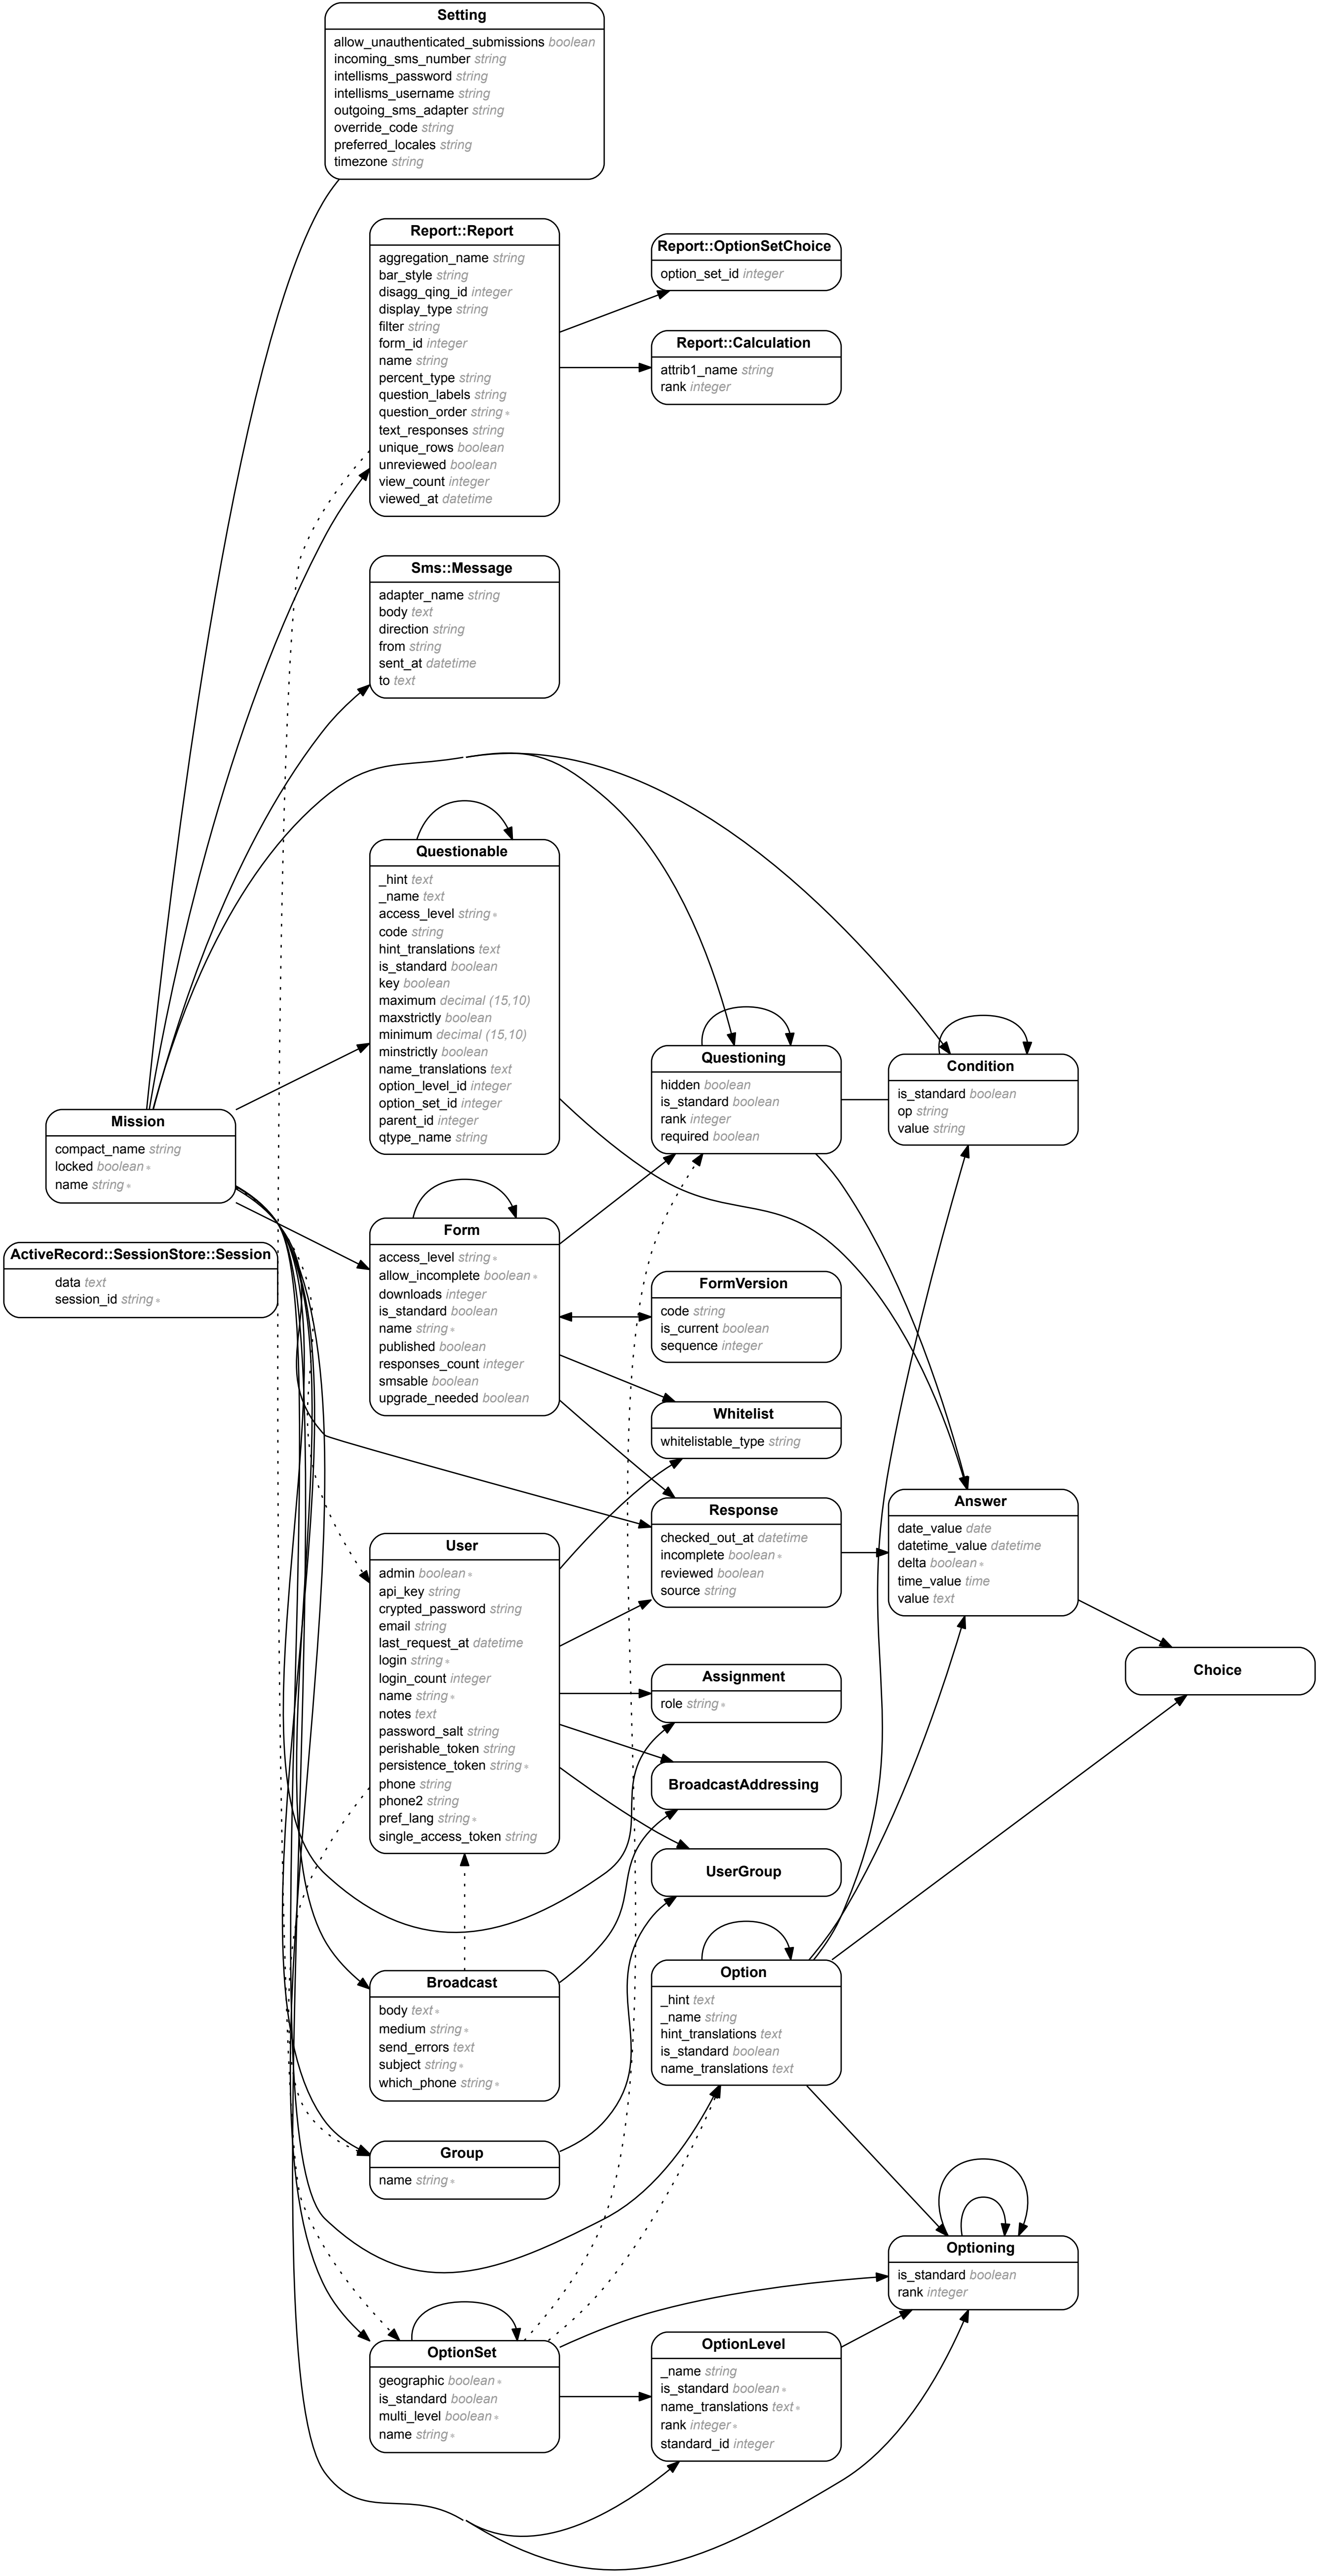 Setting
allow_unauthenticated_submissions boolean
incoming_sms_number string
intellisms_password string
intellisms_username string
outgoing_sms_adapter string
override_code string
preferred_locales string
timezone string
Report::Report
aggregation_name string
bar_style string
disagg_qing_id integer
display_type string
filter string
form_id integer
name string
percent_type string
question_labels string
question_order string *
text_responses string
unique_rows boolean
unreviewed boolean
view_count integer
viewed_at datetime
Report::OptionSetChoice
option_set_id integer
Report::Calculation
attrib1_name string
rank integer
Sms::Message
adapter_name string
body text
direction string
from string
sent_at datetime
to text
Questionable
_hint text
_name text
access_level string *
code string
hint_translations text
is_standard boolean
key boolean
maximum decimal (15,10)
maxstrictly boolean
minimum decimal (15,10)
minstrictly boolean
name_translations text
option_level_id integer
option_set_id integer
parent_id integer
qtype_name string
Questioning
hidden boolean
is_standard boolean
rank integer
required boolean
Condition
is_standard boolean
op string
value string
Mission
compact_name string
locked boolean *
name string *
ActiveRecord::SessionStore::Session
data text
session_id string *
Form
access_level string *
allow_incomplete boolean *
downloads integer
is_standard boolean
name string *
published boolean
responses_count integer
smsable boolean
upgrade_needed boolean
FormVersion
code string
is_current boolean
sequence integer
Whitelist
whitelistable_type string
Response
checked_out_at datetime
incomplete boolean *
reviewed boolean
source string
Answer
date_value date
datetime_value datetime
delta boolean *
time_value time
value text
User
admin boolean *
api_key string
crypted_password string
email string
last_request_at datetime
login string *
login_count integer
name string *
notes text
password_salt string
perishable_token string
persistence_token string *
phone string
phone2 string
pref_lang string *
single_access_token string
Choice
Assignment
role string *
BroadcastAddressing
UserGroup
Broadcast
body text *
medium string *
send_errors text
subject string *
which_phone string *
Option
_hint text
_name string
hint_translations text
is_standard boolean
name_translations text
Group
name string *
Optioning
is_standard boolean
rank integer
OptionSet
geographic boolean *
is_standard boolean
multi_level boolean *
name string *
OptionLevel
_name string
is_standard boolean *
name_translations text *
rank integer *
standard_id integer